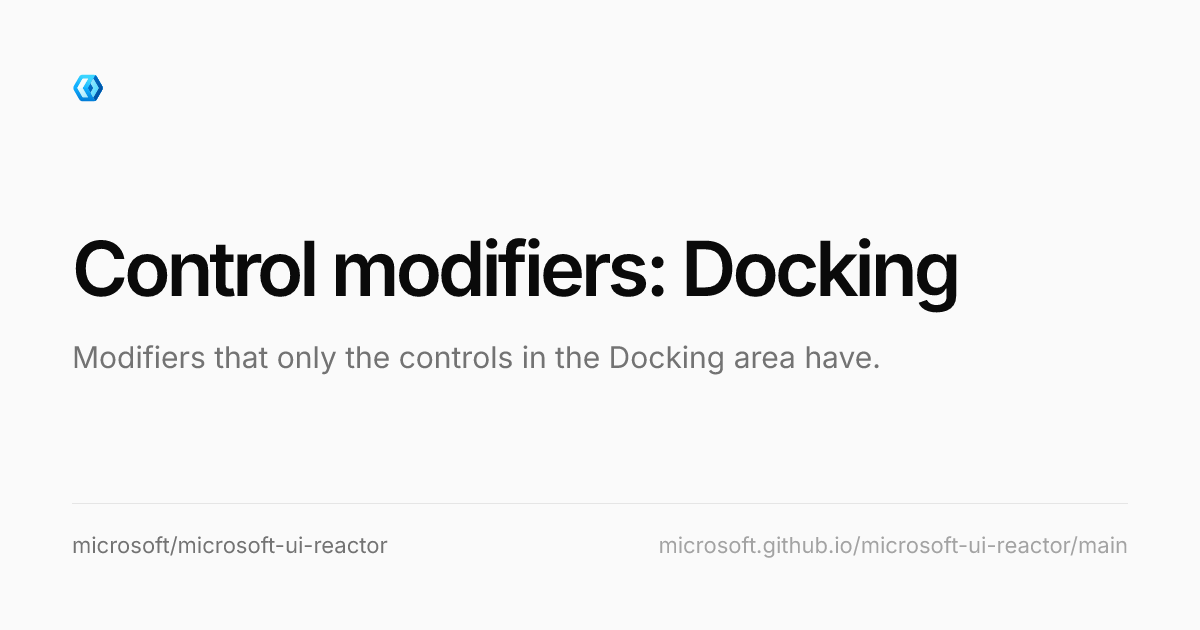 Control modifiers: Docking
Modifiers that only the controls in the Docking area have.
microsoft/microsoft-ui-reactor
microsoft.github.io/microsoft-ui-reactor/main